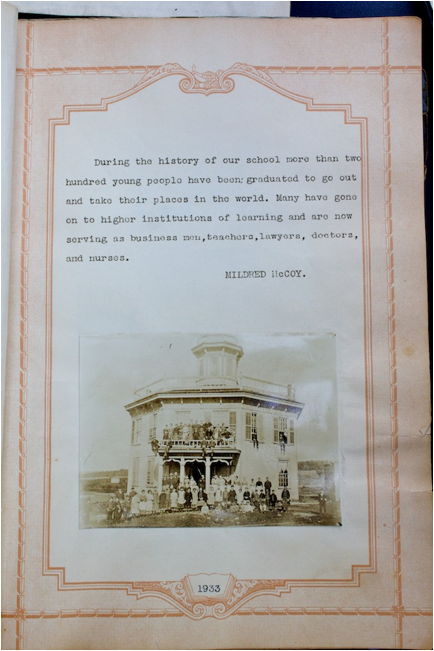 During the history of our school more than two
hundred young people have been graduated to go out
and take their places in the world. Many have gone
on to higher institutions of learning and are now
serving as business men,teachers,lawyers, doctors,
and nurses.
MILDRED McCOY.
1933